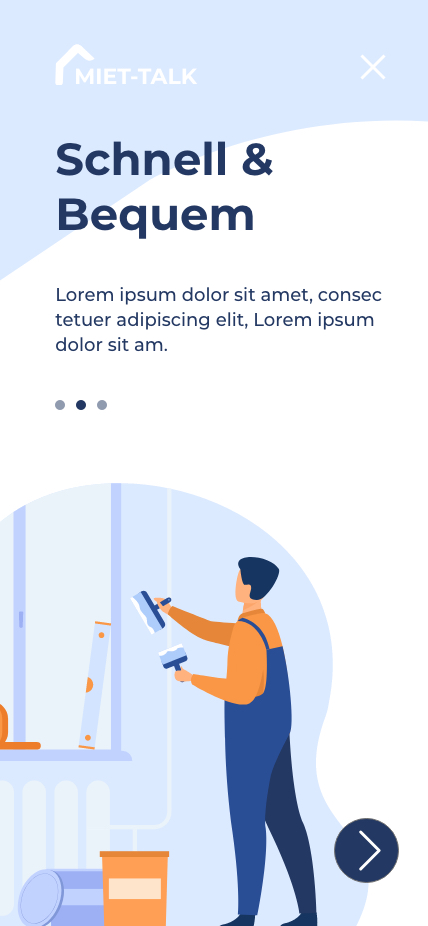 MIET-TALK
Schnell &
Bequem
Lorem ipsum dolor sit amet, consec
tetuer adipiscing elit, Lorem ipsum
dolor sit am.